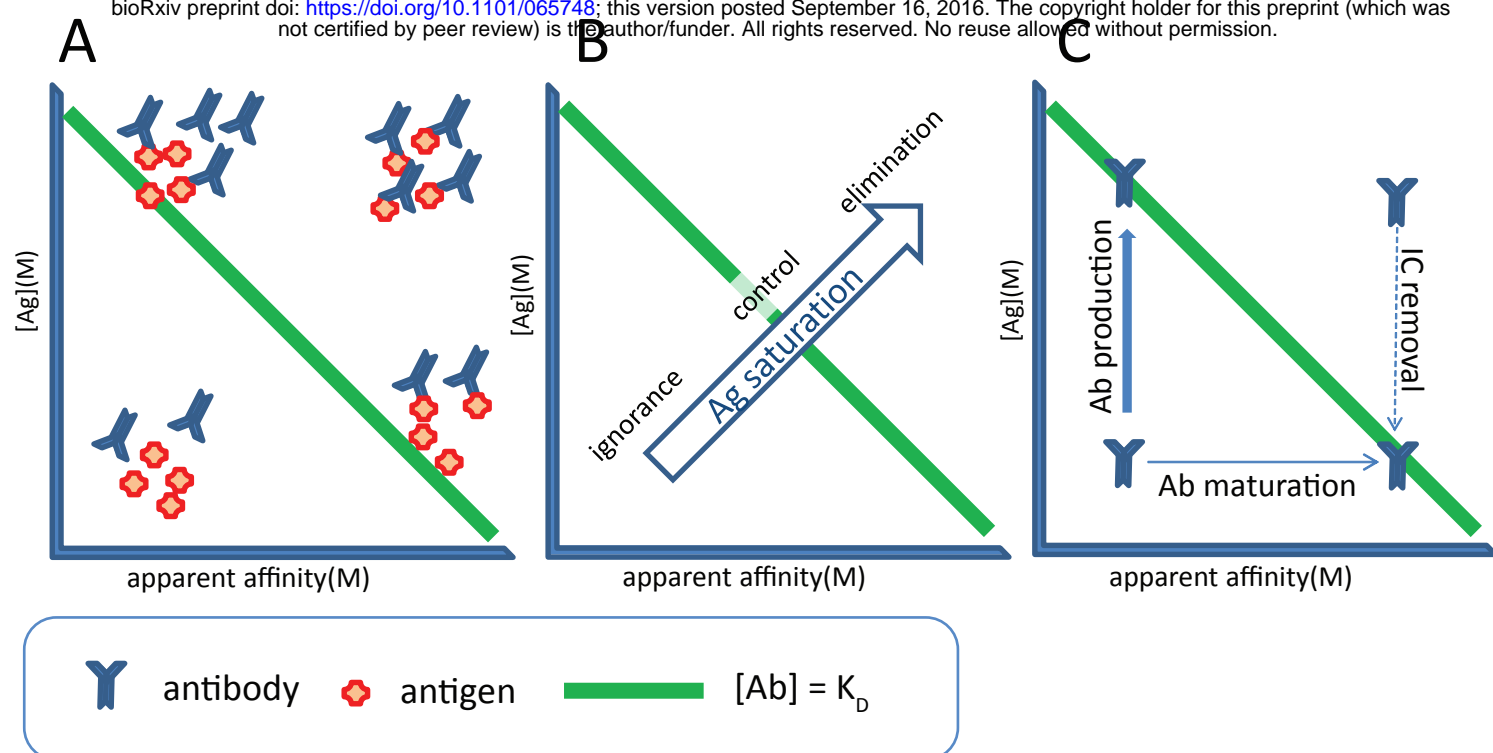 bioRxiv preprint doi: https://doi.org/10.1101/065748; this version posted September 16, 2016. The copyright holder for this preprint (which was
not certified by peer review) is the author/funder. All rights reserved. No reuse allowed without permission.
A
B
C
[Ag](M)
apparent affinity(M)
[Ag](M)
ignorance
control
elimination
Ag saturation
apparent affinity(M)
[Ag](M)
Ab production
IC removal
Ab maturation
apparent affinity(M)
antibody
antigen
[Ab] = KD